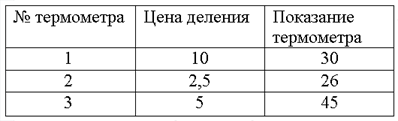 № термометра Цена деления Показание
термометра
1 10 30
2 2,5 26
3 5 45